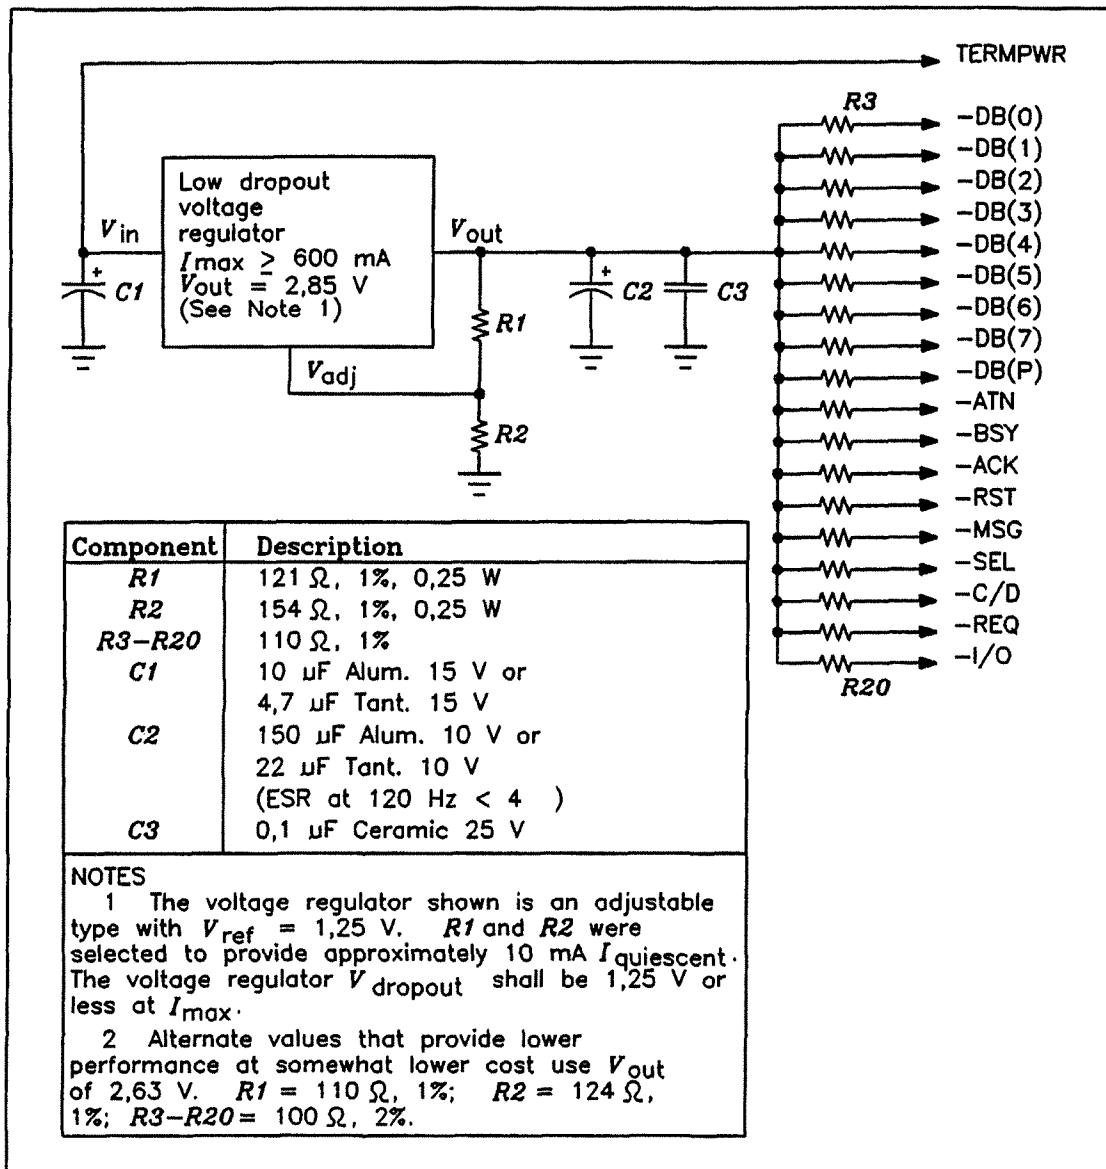 TERMPWR
R3
-DB(0)
-DB(1)
-DB(2)
-DB(3)
-DB(4)
-DB(5)
-DB(6)
-DB(7)
-DB(P)
-ATN
-BSY
-ACK
-RST
-MSG
-SEL
-C/D
-REQ
-I/O
R20
Low dropout
voltage
regulator
Imax ≥ 600 mA
Vout = 2,85 V
(See Note 1)
Vin
Vout
+
C1
+
C2
C3
R1
Vadj
R2
Component Description
R1 121 Ω, 1%, 0,25 W
R2 154 Ω, 1%, 0,25 W
R3-R20 110 Ω, 1%
C1 10 µF Alum. 15 V or
4,7 µF Tant. 15 V
C2 150 µF Alum. 10 V or
22 µF Tant. 10 V
(ESR at 120 Hz < 4 )
C3 0,1 µF Ceramic 25 V
NOTES
1 The voltage regulator shown is an adjustable
type with Vref = 1,25 V. R1 and R2 were
selected to provide approximately 10 mA Iquiescent.
The voltage regulator Vdropout shall be 1,25 V or
less at Imax.
2 Alternate values that provide lower
performance at somewhat lower cost use Vout
of 2,63 V. R1 = 110 Ω, 1%; R2 = 124 Ω,
1%; R3-R20 = 100 Ω, 2%.